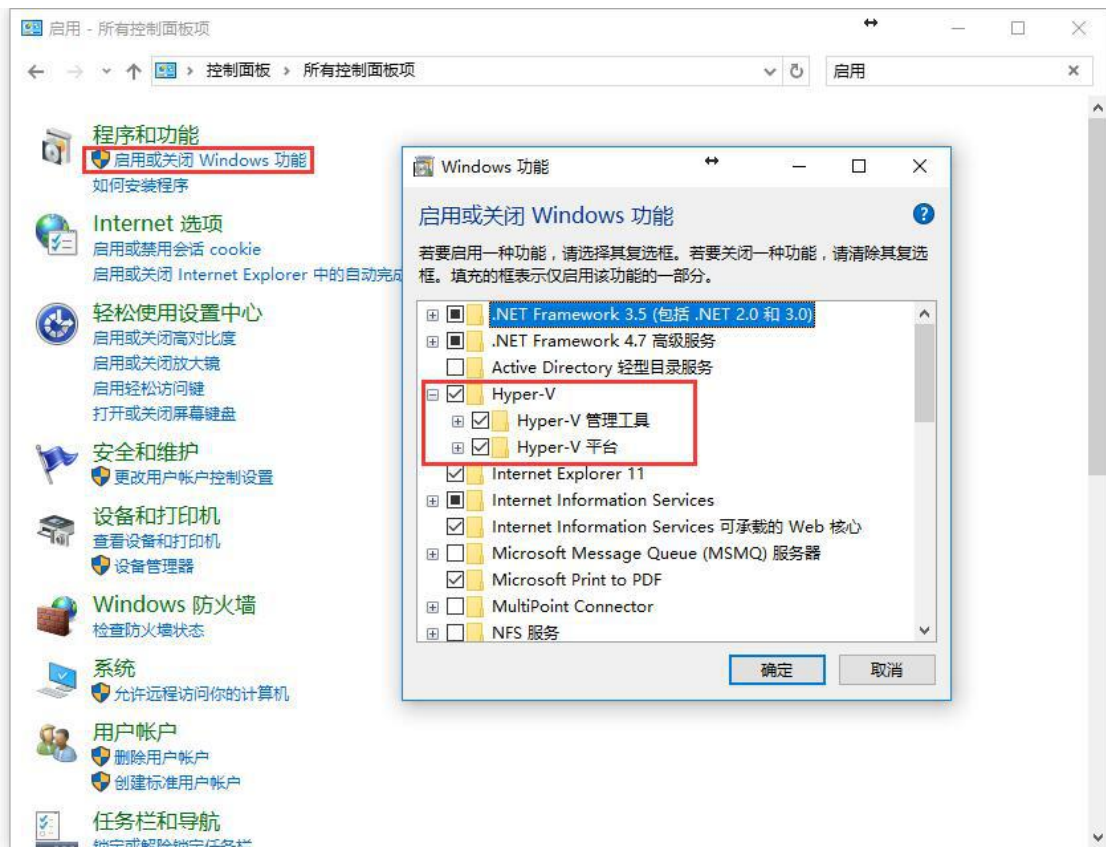 启用 - 所有控制面板项
控制面板 › 所有控制面板项
启用
程序和功能
启用或关闭 Windows 功能
如何安装程序
Internet 选项
启用或禁用会话 cookie
启用或关闭 Internet Explorer 中的自动完成
轻松使用设置中心
启用或关闭高对比度
启用或关闭放大镜
启用轻松访问键
打开或关闭屏幕键盘
安全和维护
更改用户帐户控制设置
设备和打印机
查看设备和打印机
设备管理器
Windows 防火墙
检查防火墙状态
系统
允许远程访问你的计算机
用户帐户
删除用户帐户
创建标准用户帐户
任务栏和导航
锁定或解除锁定任务栏
Windows 功能
启用或关闭 Windows 功能
若要启用一种功能，请选择其复选框。若要关闭一种功能，请清除其复选
框。填充的框表示仅启用该功能的一部分。
.NET Framework 3.5 (包括 .NET 2.0 和 3.0)
.NET Framework 4.7 高级服务
Active Directory 轻型目录服务
Hyper-V
Hyper-V 管理工具
Hyper-V 平台
Internet Explorer 11
Internet Information Services
Internet Information Services 可承载的 Web 核心
Microsoft Message Queue (MSMQ) 服务器
Microsoft Print to PDF
MultiPoint Connector
NFS 服务
确定
取消